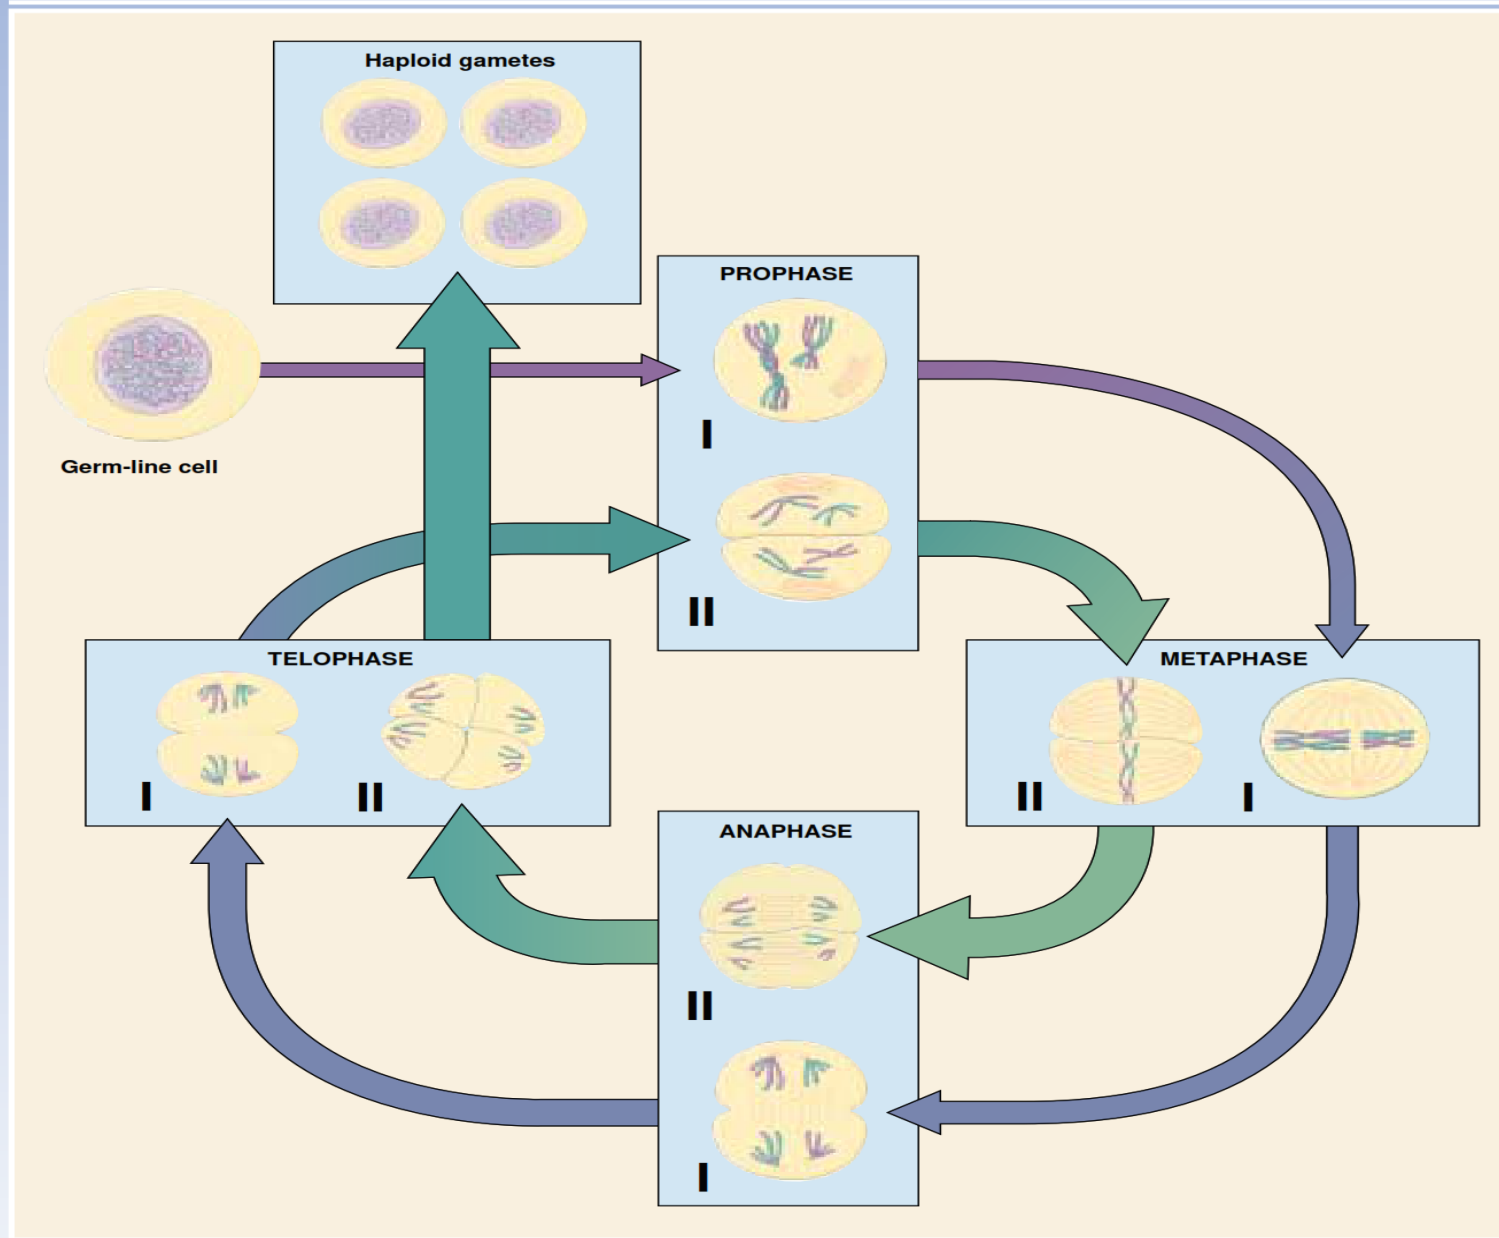 Haploid gametes
PROPHASE
I
Germ-line cell
II
TELOPHASE
I
II
METAPHASE
II
I
ANAPHASE
II
I